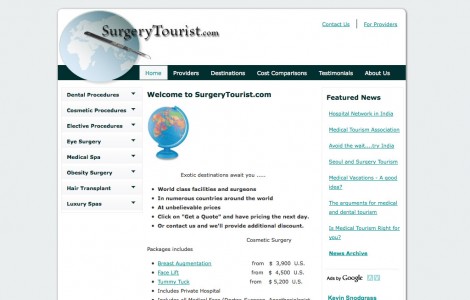 SurgeryTourist.com
Contact Us
For Providers
Home Providers Destinations Cost Comparisons Testimonials About Us
Dental Procedures
Cosmetic Procedures
Elective Procedures
Eye Surgery
Medical Spa
Obesity Surgery
Hair Transplant
Luxury Spas
Welcome to SurgeryTourist.com
Exotic destinations await you .....
World class facilities and surgeons
In numerous countries around the world
At unbelievable prices
Click on "Get a Quote" and have pricing the next day.
Or contact us and we'll provide additional discount.
Cosmetic Surgery
Packages includes
Breast Augmentation from $ 3,900 U.S.
Face Lift from $ 4,500 U.S.
Tummy Tuck from $ 5,200 U.S.
Includes Private Hospital
Featured News
Hospital Network in India
Medical Tourism Association
Avoid the wait....try India
Seoul and Surgery Tourism
Medical Vacations - A good
idea?
The arguments for medical
and dental tourism
Is Medical Tourism Right for
You?
News Archive
Ads by Google
Kevin Snodgrass